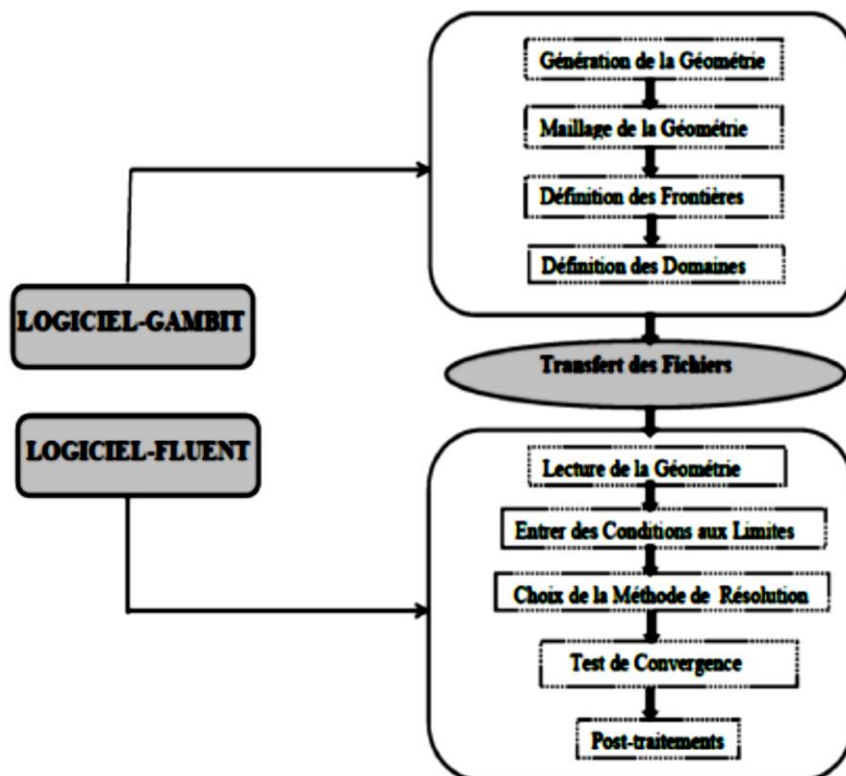 Génération de la Géométrie
Maillage de la Géométrie
Définition des Frontières
Définition des Domaines
LOGICIEL-GAMBIT
Transfert des Fichiers
LOGICIEL-FLUENT
Lecture de la Géométrie
Entrer des Conditions aux Limites
Choix de la Méthode de Résolution
Test de Convergence
Post-traitements